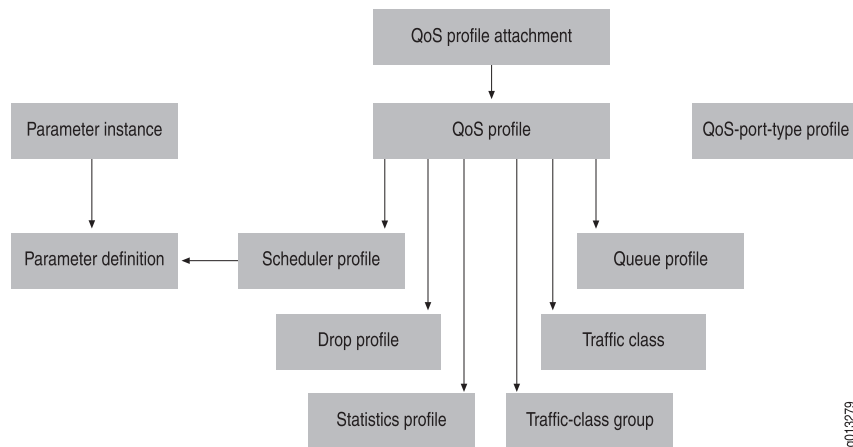 QoS profile attachment
Parameter instance
QoS profile
QoS-port-type profile
Parameter definition
Scheduler profile
Queue profile
Drop profile
Traffic class
Statistics profile
Traffic-class group
g013279